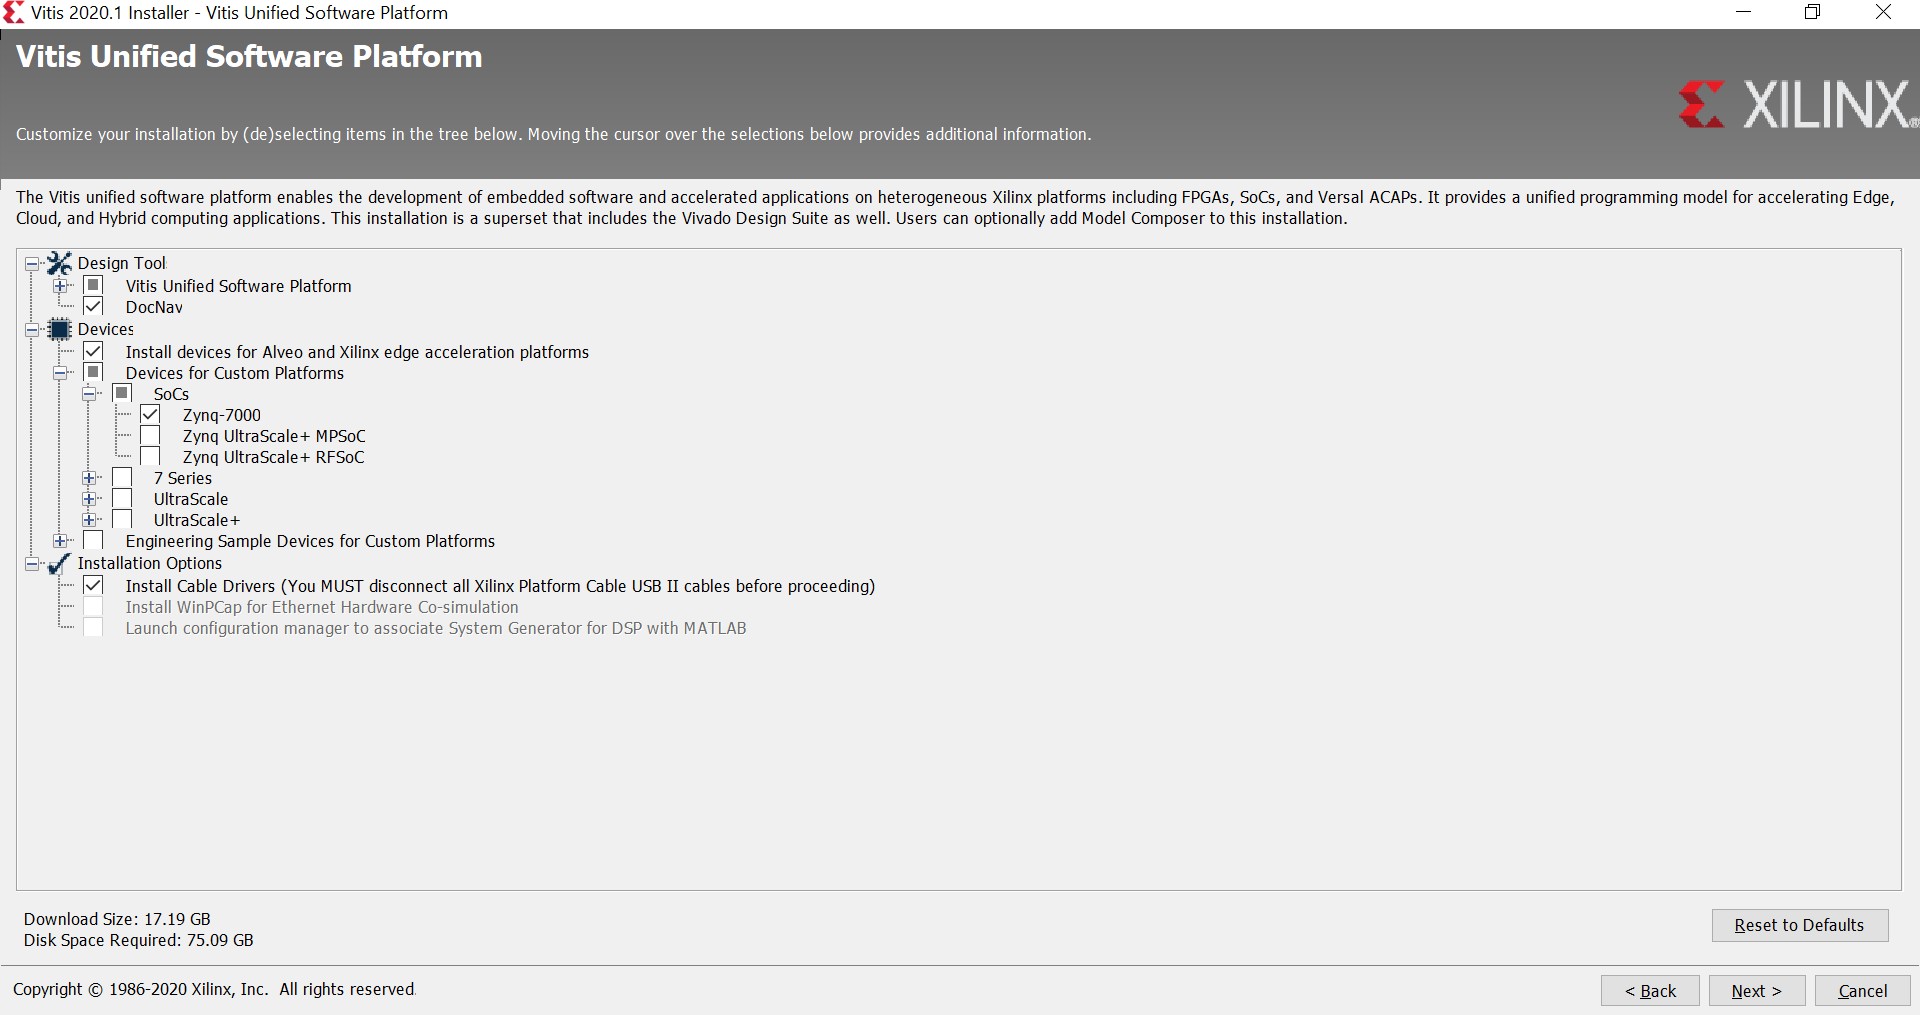 Vitis 2020.1 Installer - Vitis Unified Software Platform
Vitis Unified Software Platform
XILINX®
Customize your installation by (de)selecting items in the tree below. Moving the cursor over the selections below provides additional information.
The Vitis unified software platform enables the development of embedded software and accelerated applications on heterogeneous Xilinx platforms including FPGAs, SoCs, and Versal ACAPs. It provides a unified programming model for accelerating Edge,
Cloud, and Hybrid computing applications. This installation is a superset that includes the Vivado Design Suite as well. Users can optionally add Model Composer to this installation.
Design Tool
Vitis Unified Software Platform
DocNav
Devices
Install devices for Alveo and Xilinx edge acceleration platforms
Devices for Custom Platforms
SoCs
Zynq-7000
Zynq UltraScale+ MPSoC
Zynq UltraScale+ RFSoC
7 Series
UltraScale
UltraScale+
Engineering Sample Devices for Custom Platforms
Installation Options
Install Cable Drivers (You MUST disconnect all Xilinx Platform Cable USB II cables before proceeding)
Install WinPCap for Ethernet Hardware Co-simulation
Launch configuration manager to associate System Generator for DSP with MATLAB
Download Size: 17.19 GB
Disk Space Required: 75.09 GB
Reset to Defaults
Copyright © 1986-2020 Xilinx, Inc. All rights reserved.
< Back
Next >
Cancel